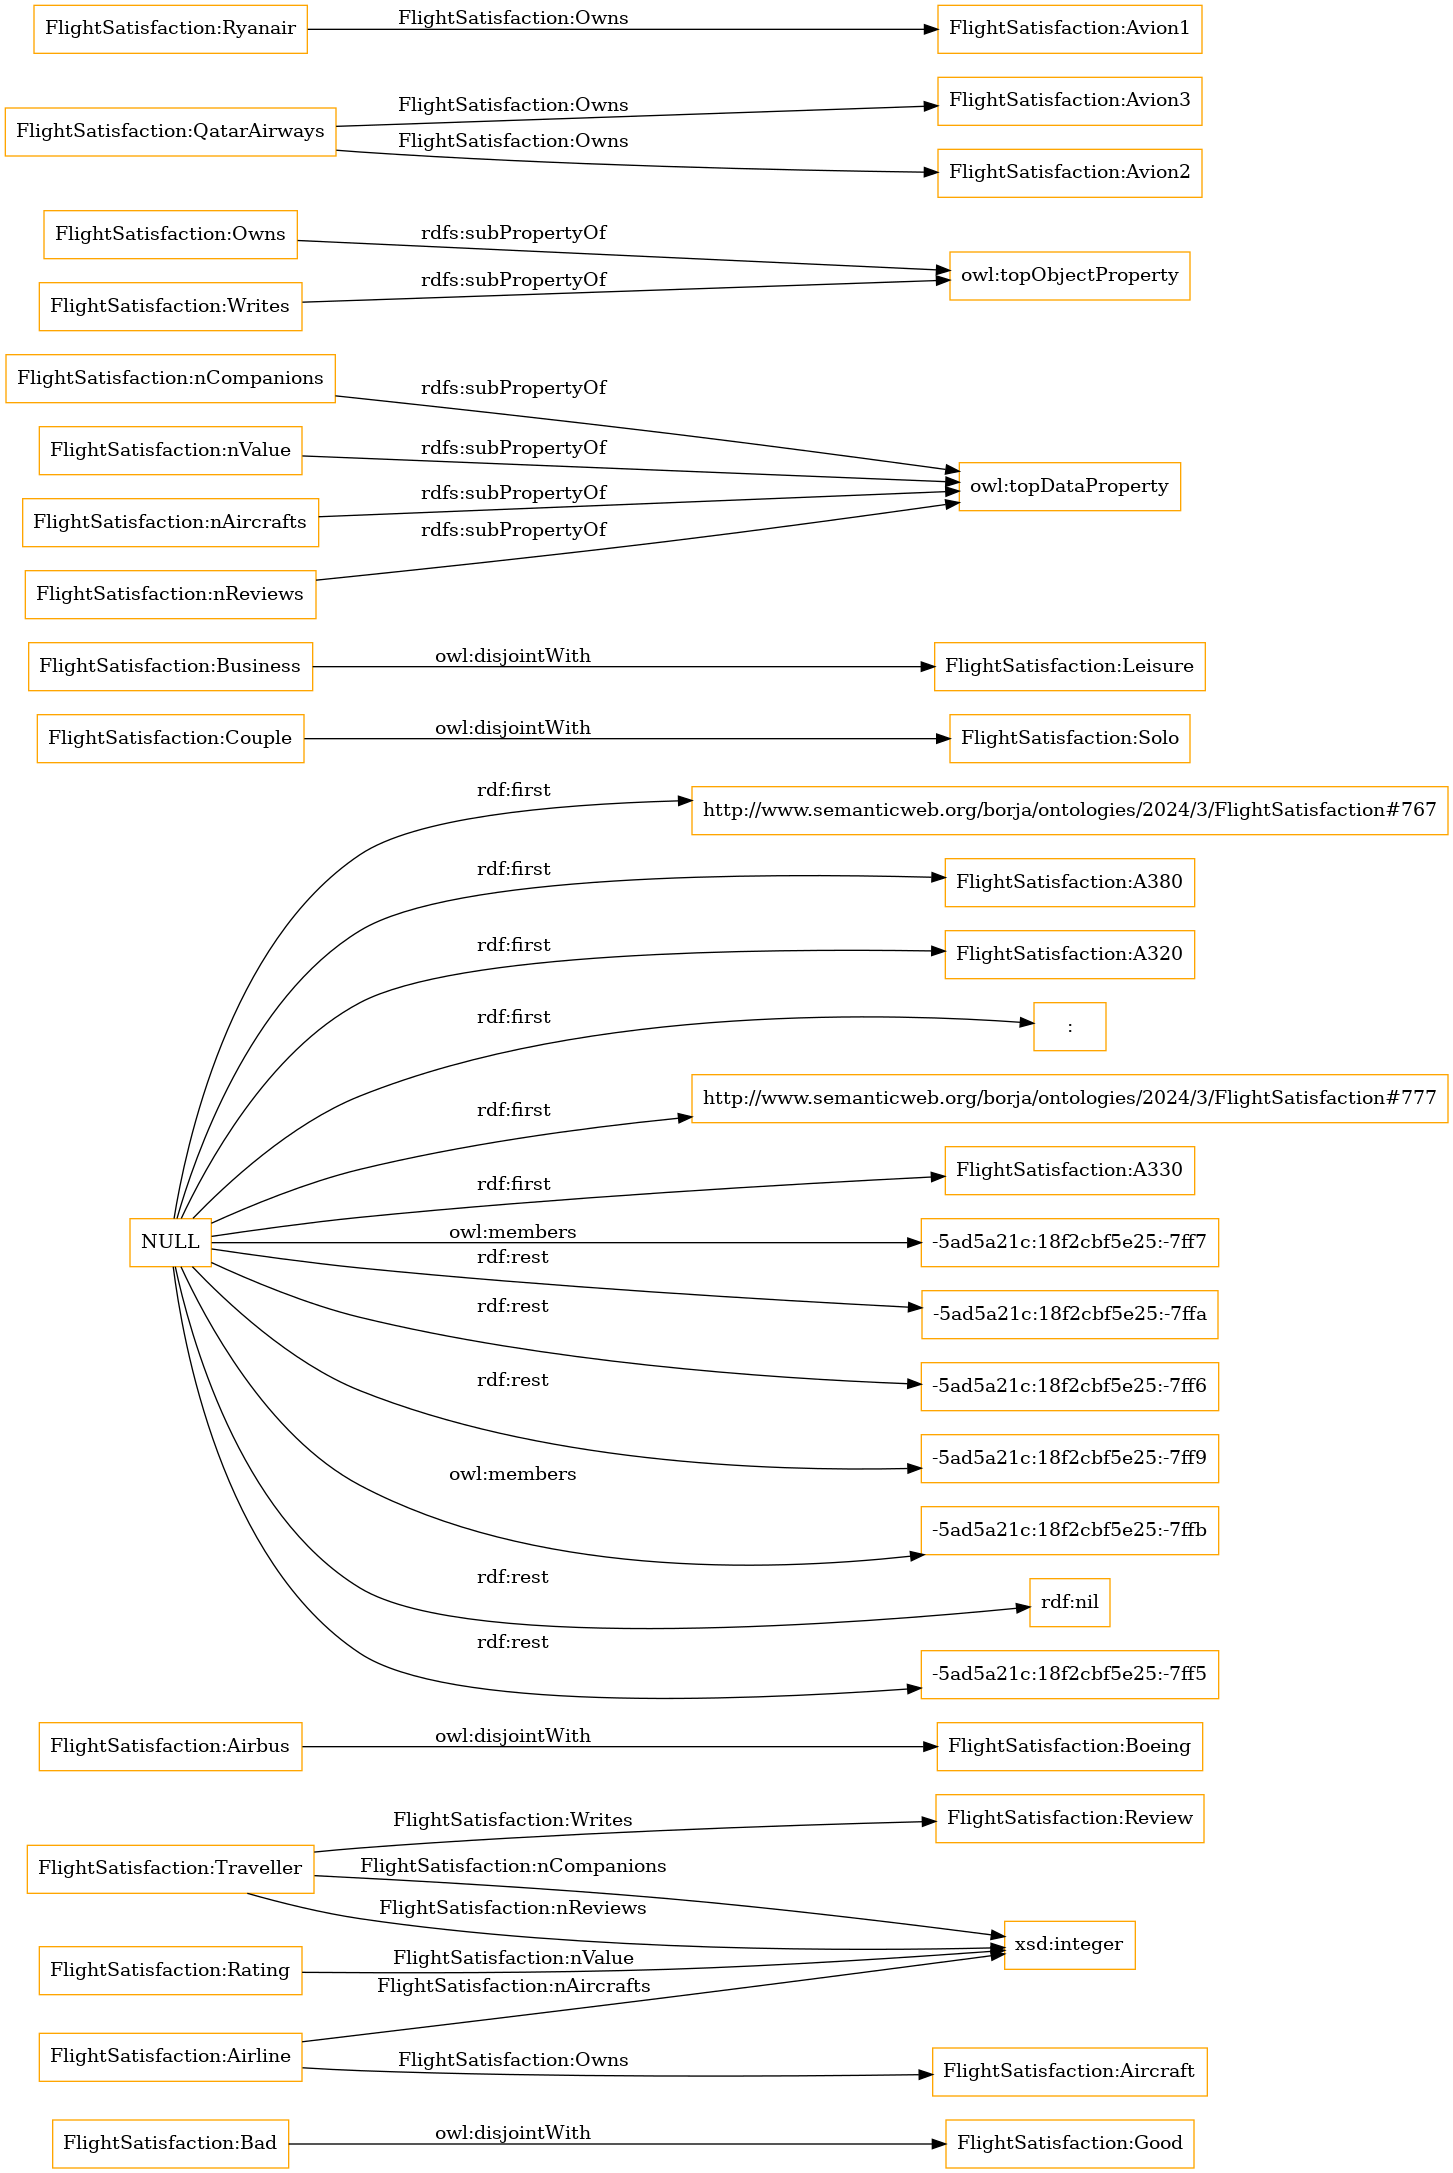 FlightSatisfaction:Ryanair
FlightSatisfaction:Owns
FlightSatisfaction:Avion1
FlightSatisfaction:QatarAirways
FlightSatisfaction:Owns
FlightSatisfaction:Avion3
FlightSatisfaction:Owns
FlightSatisfaction:Avion2
FlightSatisfaction:Owns
rdfs:subPropertyOf
owl:topObjectProperty
FlightSatisfaction:Writes
rdfs:subPropertyOf
FlightSatisfaction:nCompanions
rdfs:subPropertyOf
FlightSatisfaction:nValue
rdfs:subPropertyOf
owl:topDataProperty
FlightSatisfaction:nAircrafts
rdfs:subPropertyOf
FlightSatisfaction:nReviews
rdfs:subPropertyOf
FlightSatisfaction:Business
owl:disjointWith
FlightSatisfaction:Leisure
FlightSatisfaction:Couple
owl:disjointWith
FlightSatisfaction:Solo
rdf:first
http://www.semanticweb.org/borja/ontologies/2024/3/FlightSatisfaction#767
rdf:first
FlightSatisfaction:A380
rdf:first
FlightSatisfaction:A320
rdf:first
:
rdf:first
http://www.semanticweb.org/borja/ontologies/2024/3/FlightSatisfaction#777
rdf:first
FlightSatisfaction:A330
NULL
owl:members
-5ad5a21c:18f2cbf5e25:-7ff7
rdf:rest
-5ad5a21c:18f2cbf5e25:-7ffa
rdf:rest
-5ad5a21c:18f2cbf5e25:-7ff6
rdf:rest
-5ad5a21c:18f2cbf5e25:-7ff9
owl:members
-5ad5a21c:18f2cbf5e25:-7ffb
rdf:rest
rdf:nil
rdf:rest
-5ad5a21c:18f2cbf5e25:-7ff5
FlightSatisfaction:Airbus
owl:disjointWith
FlightSatisfaction:Boeing
FlightSatisfaction:Writes
FlightSatisfaction:Review
FlightSatisfaction:Traveller
FlightSatisfaction:nCompanions
FlightSatisfaction:nReviews
xsd:integer
FlightSatisfaction:Rating
FlightSatisfaction:nValue
FlightSatisfaction:nAircrafts
FlightSatisfaction:Airline
FlightSatisfaction:Owns
FlightSatisfaction:Aircraft
FlightSatisfaction:Bad
owl:disjointWith
FlightSatisfaction:Good